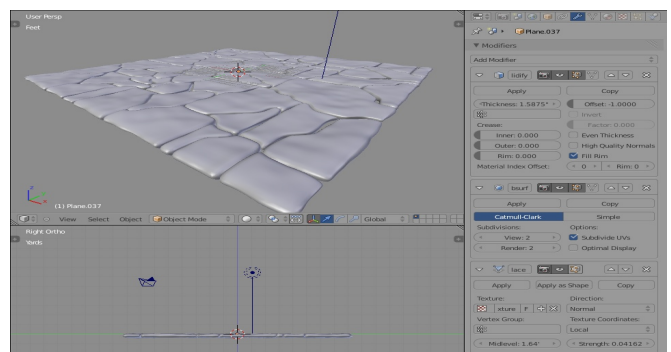 User Persp
Feet
(1) Plane.037
View Select Object Object Mode Global
Right Ortho
Yards
Plane.037
Modifiers
Add Modifier
lidify
Apply Copy
Thickness: 1.5875" Offset: -1.0000
Invert
Crease: Factor: 0.000
Inner: 0.000 Even Thickness
Outer: 0.000 High Quality Normals
Rim: 0.000 Fill Rim
Material Index Offset: 0 Rim: 0
bsurf
Apply Copy
Catmull-Clark Simple
Subdivisions: Options:
View: 2 Subdivide UVs
Render: 2 Optimal Display
lace
Apply Apply as Shape Copy
Texture: Direction:
xture F Normal
Vertex Group: Texture Coordinates:
Local
Midlevel: 1.64' Strength: 0.04162